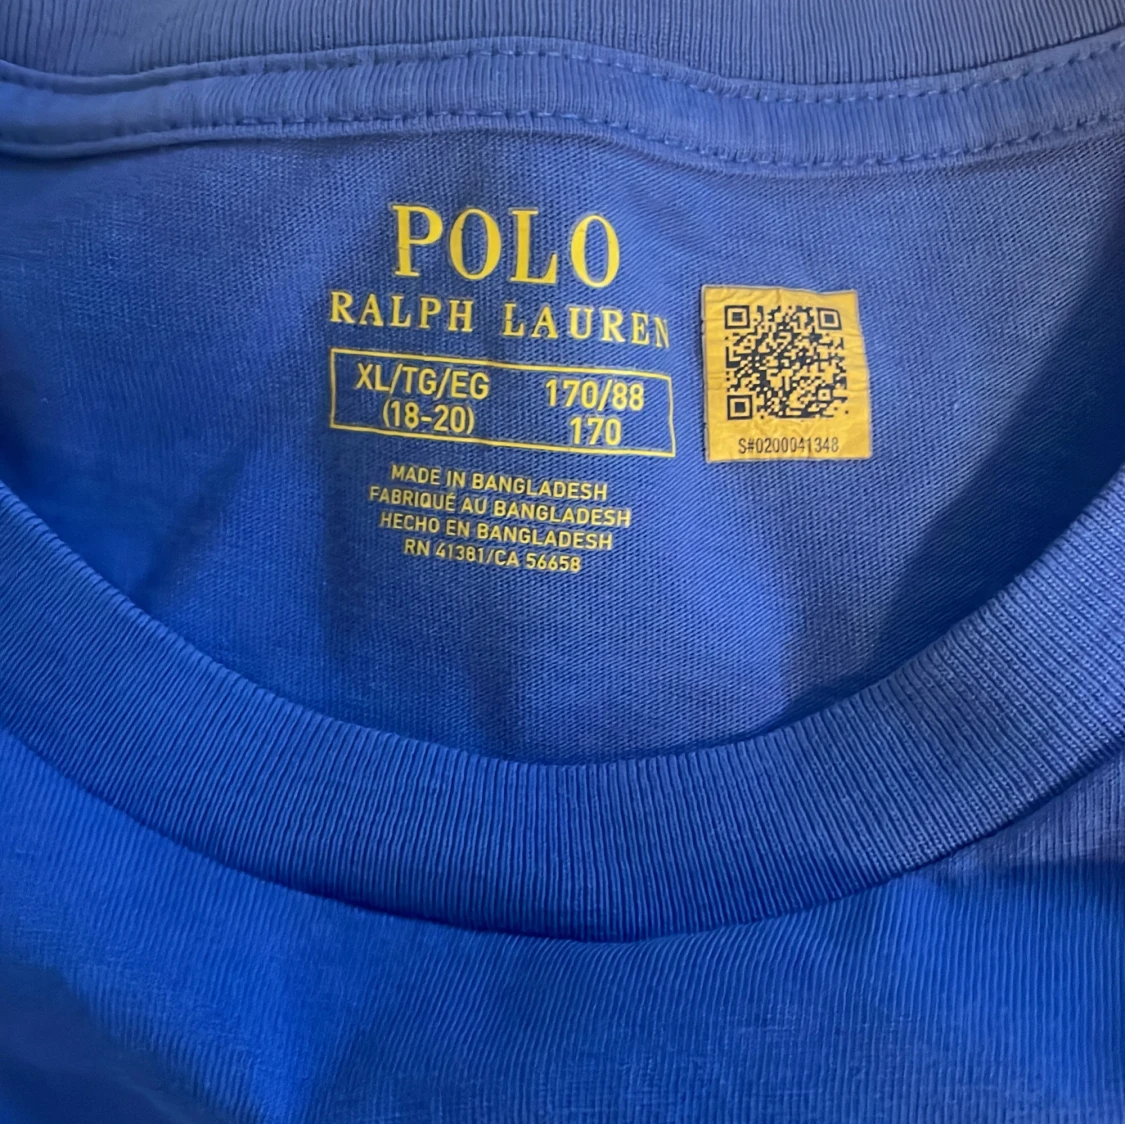 POLO
RALPH LAUREN
XL/TG/EG 170/88
(18-20) 170
MADE IN BANGLADESH
FABRIQUÉ AU BANGLADESH
HECHO EN BANGLADESH
RN 41381/CA 56658
S#0200041348